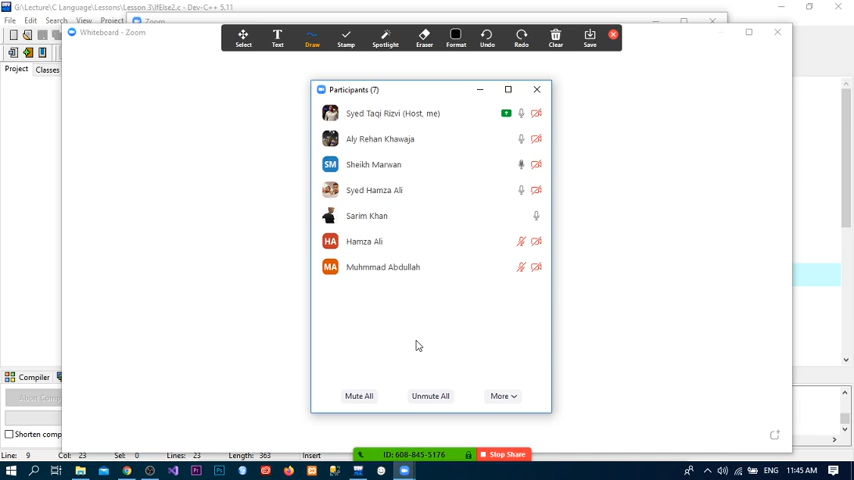 G:\Lecture\C Language\Lessons\Lesson 3\IfElse2.c - Dev-C++ 5.11
File Edit Search View Project
Zoom
Whiteboard - Zoom
Select Text Draw Stamp Spotlight Eraser Format Undo Redo Clear Save
Project Classes
Participants (7)
Syed Taqi Rizvi (Host, me)
Aly Rehan Khawaja
SM Sheikh Marwan
Syed Hamza Ali
Sarim Khan
HA Hamza Ali
MA Muhmmad Abdullah
Compiler
Abort Comp
Mute All Unmute All More
Shorten comp
Line: 9 Col: 23 Sel: 0 Lines: 23 Length: 363 Insert
ID: 608-845-5176 Stop Share
ENG 11:45 AM